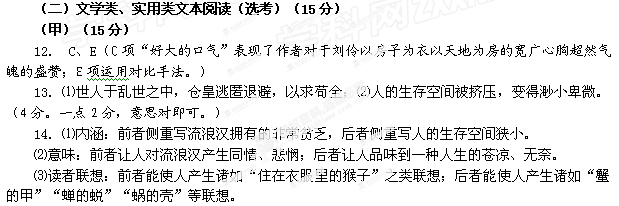 （二）文学类、实用类文本阅读（选考）（15分）
（甲）（15分）
12. C、E（C项“好大的口气”表现了作者对于刘伶以房子为衣以天地为房的宽广心胸超然气
魄的盛赞；E项运用对比手法。）
13. ⑴世人于乱世之中，仓皇逃匿退避，以求苟全；⑵人的生存空间被挤压，变得渺小卑微。
（4分。一点2分，意思对即可。）
14. ⑴内涵：前者侧重写流浪汉拥有的非常贫乏，后者侧重写人的生存空间狭小。
⑵意味：前者让人对流浪汉产生同情、悲悯；后者让人品味到一种人生的苍凉、无奈。
⑶读者联想：前者能使人产生诸如“住在衣服里的猴子”之类联想；后者能使人产生诸如“蟹
的甲”“蝉的蜕”“蜗的壳”等联想。